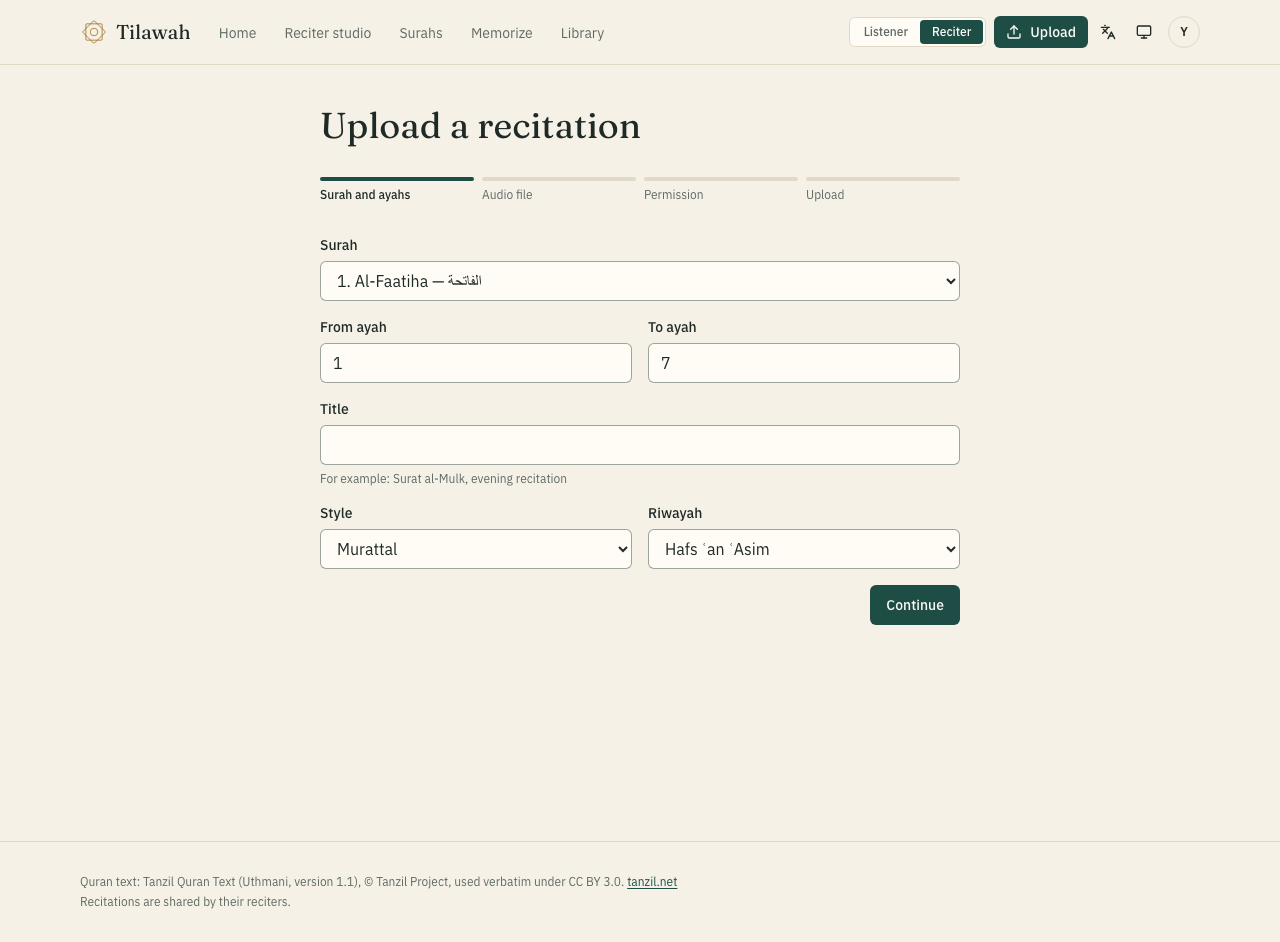 Tilawah
Home
Reciter studio
Surahs
Memorize
Library
Listener
Reciter
Upload
Y
Upload a recitation
Surah and ayahs
Audio file
Permission
Upload
Surah
1. Al-Faatiha — الفاتحة
From ayah
To ayah
1
7
Title
For example: Surat al-Mulk, evening recitation
Style
Riwayah
Murattal
Hafs ʿan ʿAsim
Continue
Quran text: Tanzil Quran Text (Uthmani, version 1.1), © Tanzil Project, used verbatim under CC BY 3.0. tanzil.net
Recitations are shared by their reciters.